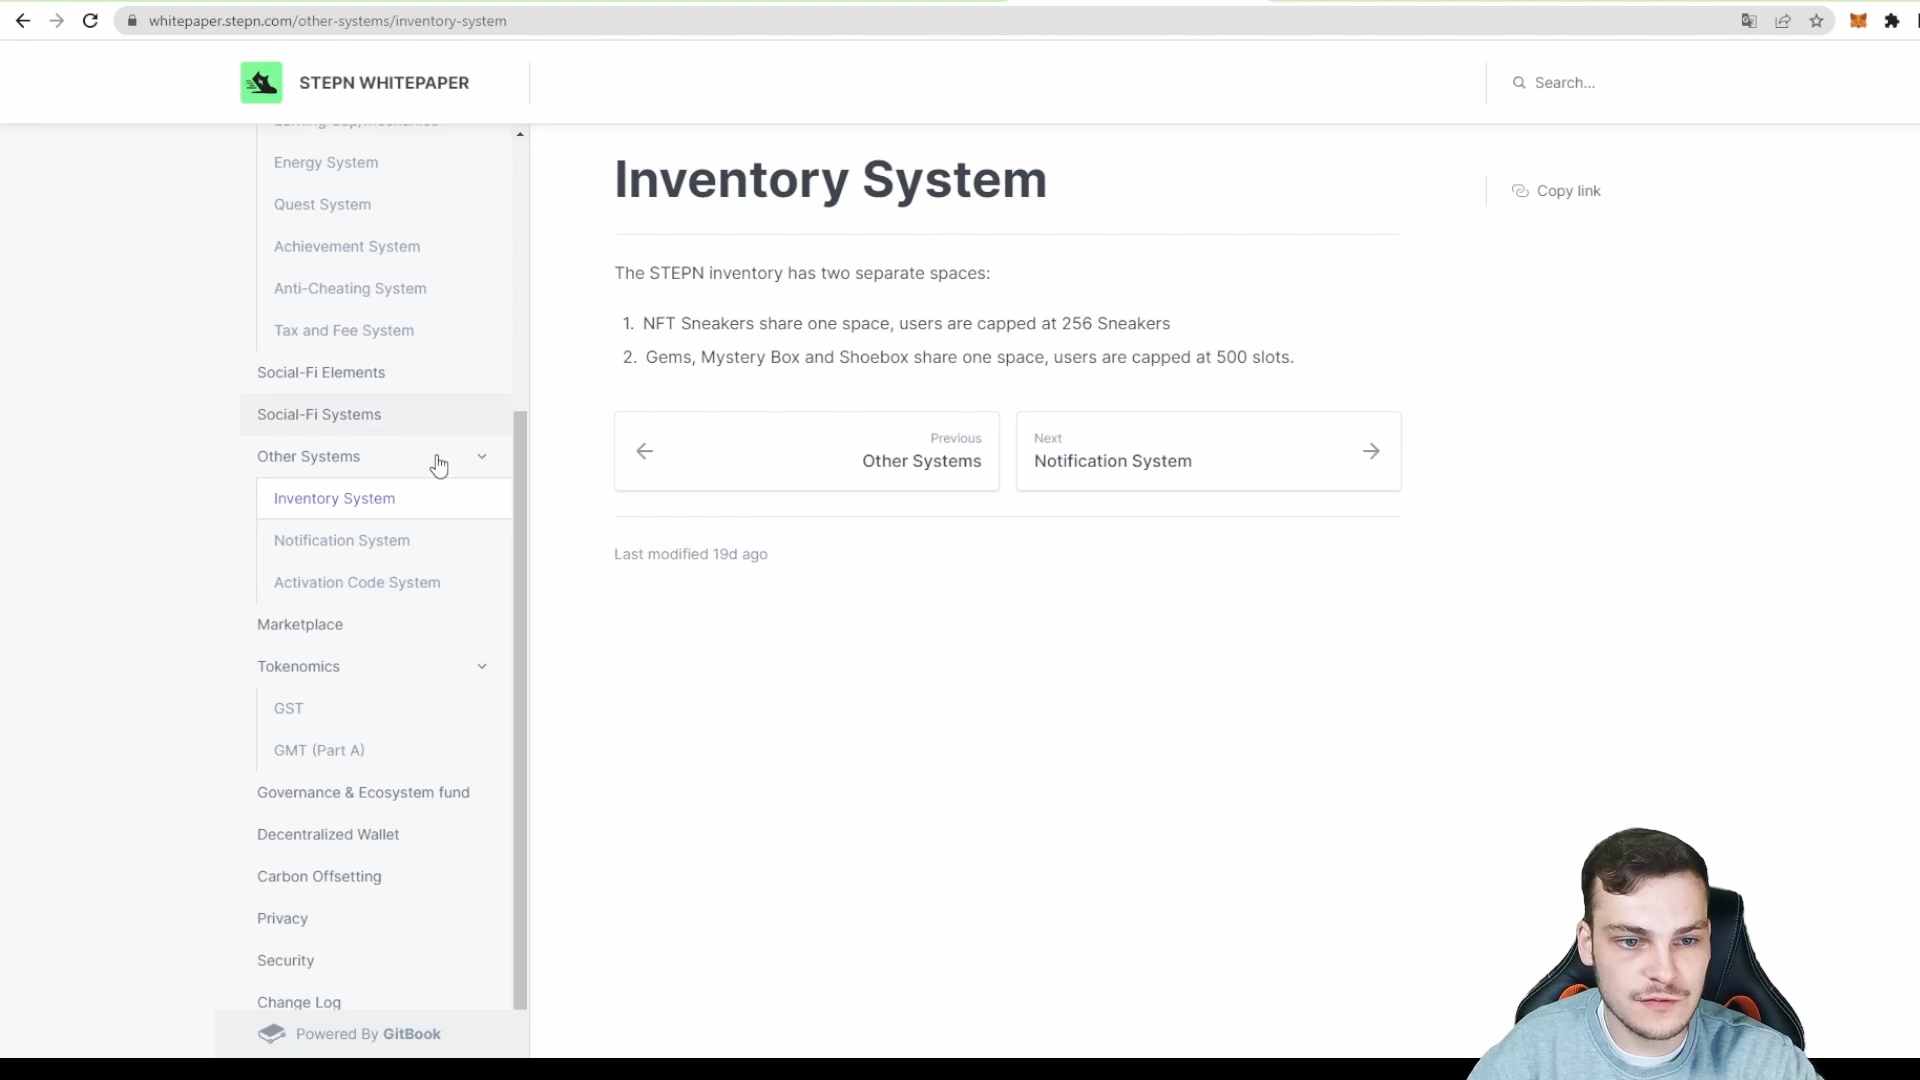 whitepaper.stepn.com/other-systems/inventory-system
STEPN WHITEPAPER
Search...
Energy System
Quest System
Achievement System
Anti-Cheating System
Tax and Fee System
Social-Fi Elements
Social-Fi Systems
Other Systems
Inventory System
Notification System
Activation Code System
Marketplace
Tokenomics
GST
GMT (Part A)
Governance & Ecosystem fund
Decentralized Wallet
Carbon Offsetting
Privacy
Security
Change Log
Powered By GitBook
Inventory System
Copy link
The STEPN inventory has two separate spaces:
1. NFT Sneakers share one space, users are capped at 256 Sneakers
2. Gems, Mystery Box and Shoebox share one space, users are capped at 500 slots.
Previous
Other Systems
Next
Notification System
Last modified 19d ago